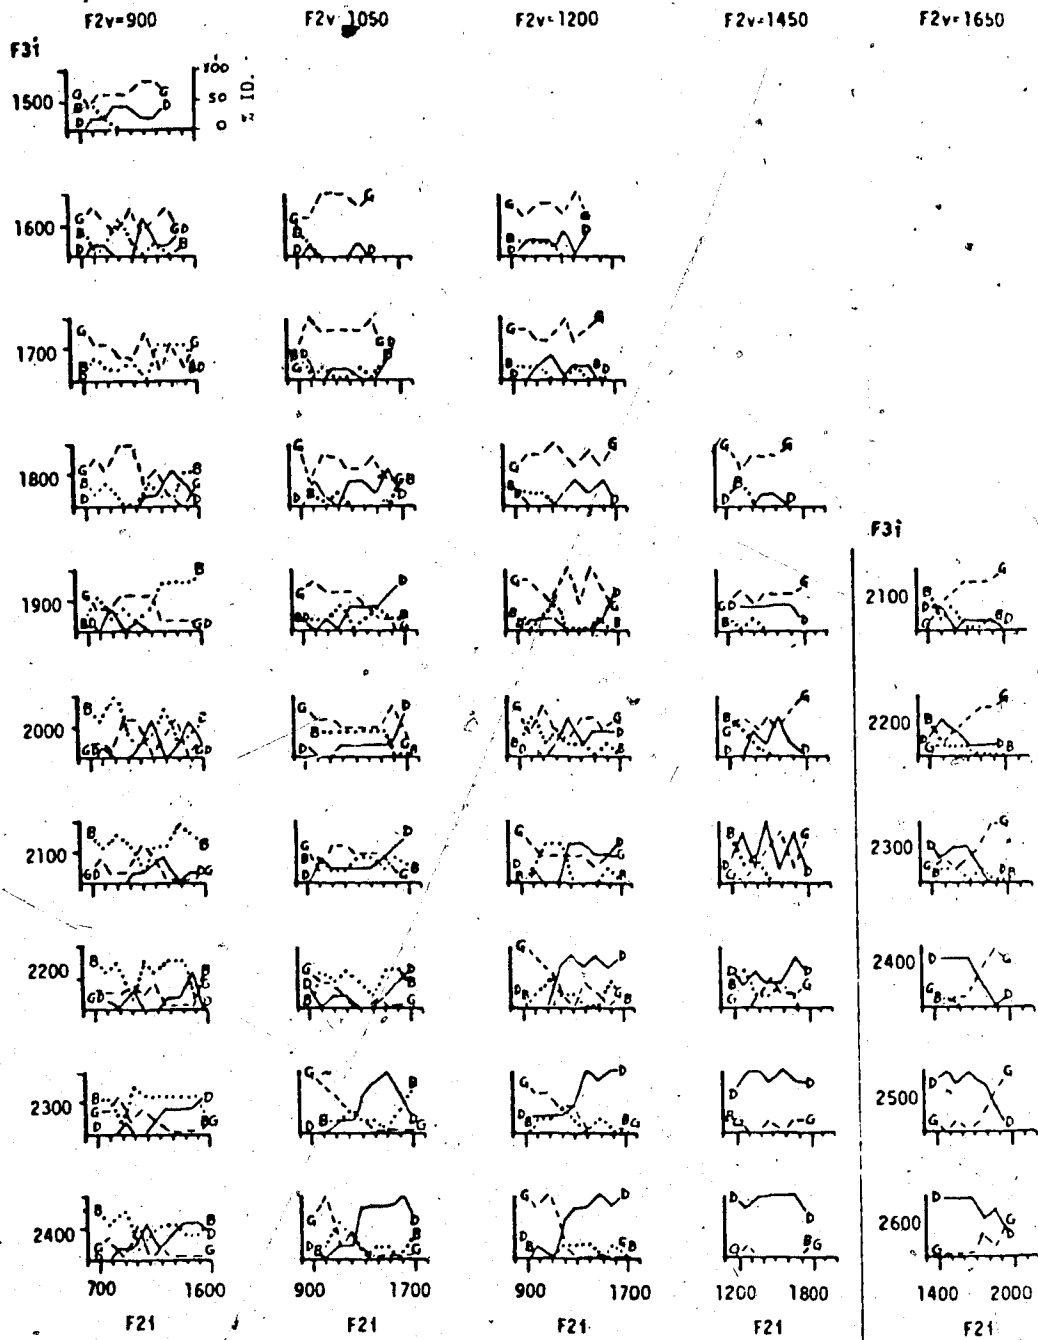 F2v=900 F2v 1050 F2v=1200 F2v=1450 F2v=1650
F3i
1500 G B D G D 100 50 0 % ID.
1600 G B D G D B G B D G D G B D G D
1700 G B D G B D B D G G D G B D
1800 G B D B G D G D B G B D G B D G D G D B G D
F3i
1900 G B D B G D G B D D B G G B D G B G D B G D 2100 B D G G B D
2000 B G B G D G B D D G B G B D G D B B G D G D 2200 B D G G D B
2100 B G D B D G G B D D B G G D B D G B B D G G D 2300 D G B G D B
2200 B G D B G D G D B D B G G D B D G B D B G D G 2400 D G B G D
2300 B G D D B G G D B B D G G D B D B G D B G D G 2500 D G G D
2400 B G B D G G D B D B G G D B D G B D G D B G 2600 D G G D
700 1600 900 1700 900 1700 1200 1800 1400 2000
F2i F2i F2i F2i F2i